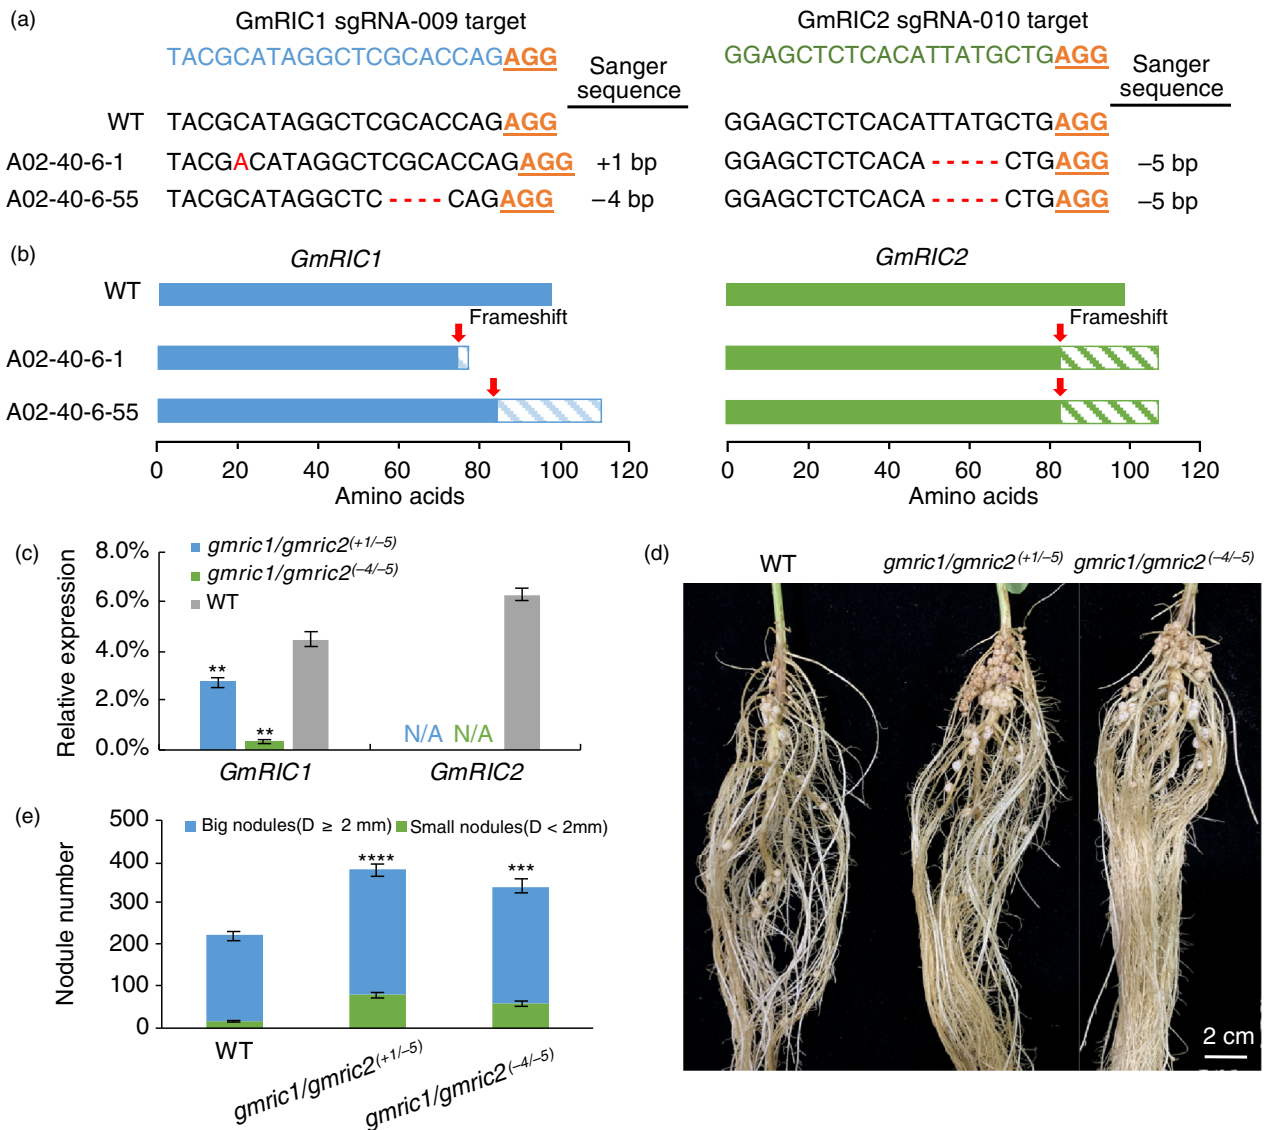 (a)
GmRIC1 sgRNA-009 target
GmRIC2 sgRNA-010 target
TACGCATAGGCTCGCACCAGAGG
GGAGCTCTCACATTATGCTGAGG
Sanger sequence
Sanger sequence
WT TACGCATAGGCTCGCACCAGAGG GGAGCTCTCACATTATGCTGAGG
A02-40-6-1 TACGACATAGGCTCGCACCAGAGG +1 bp GGAGCTCTCACA-----CTGAGG −5 bp
A02-40-6-55 TACGCATAGGCTC----CAGAGG −4 bp GGAGCTCTCACA-----CTGAGG −5 bp
(b)
GmRIC1
GmRIC2
WT
Frameshift
Frameshift
A02-40-6-1
A02-40-6-55
0 20 40 60 80 100 120
Amino acids
0 20 40 60 80 100 120
Amino acids
(c)
Relative expression
8.0%
6.0%
4.0%
2.0%
0.0%
gmric1/gmric2(+1/−5)
gmric1/gmric2(−4/−5)
WT
**
**
N/A N/A
GmRIC1 GmRIC2
(d)
WT gmric1/gmric2(+1/−5) gmric1/gmric2(−4/−5)
2 cm
(e)
Nodule number
500
400
300
200
100
0
Big nodules(D ≥ 2 mm) Small nodules(D < 2mm)
****
***
WT
gmric1/gmric2(+1/−5)
gmric1/gmric2(−4/−5)